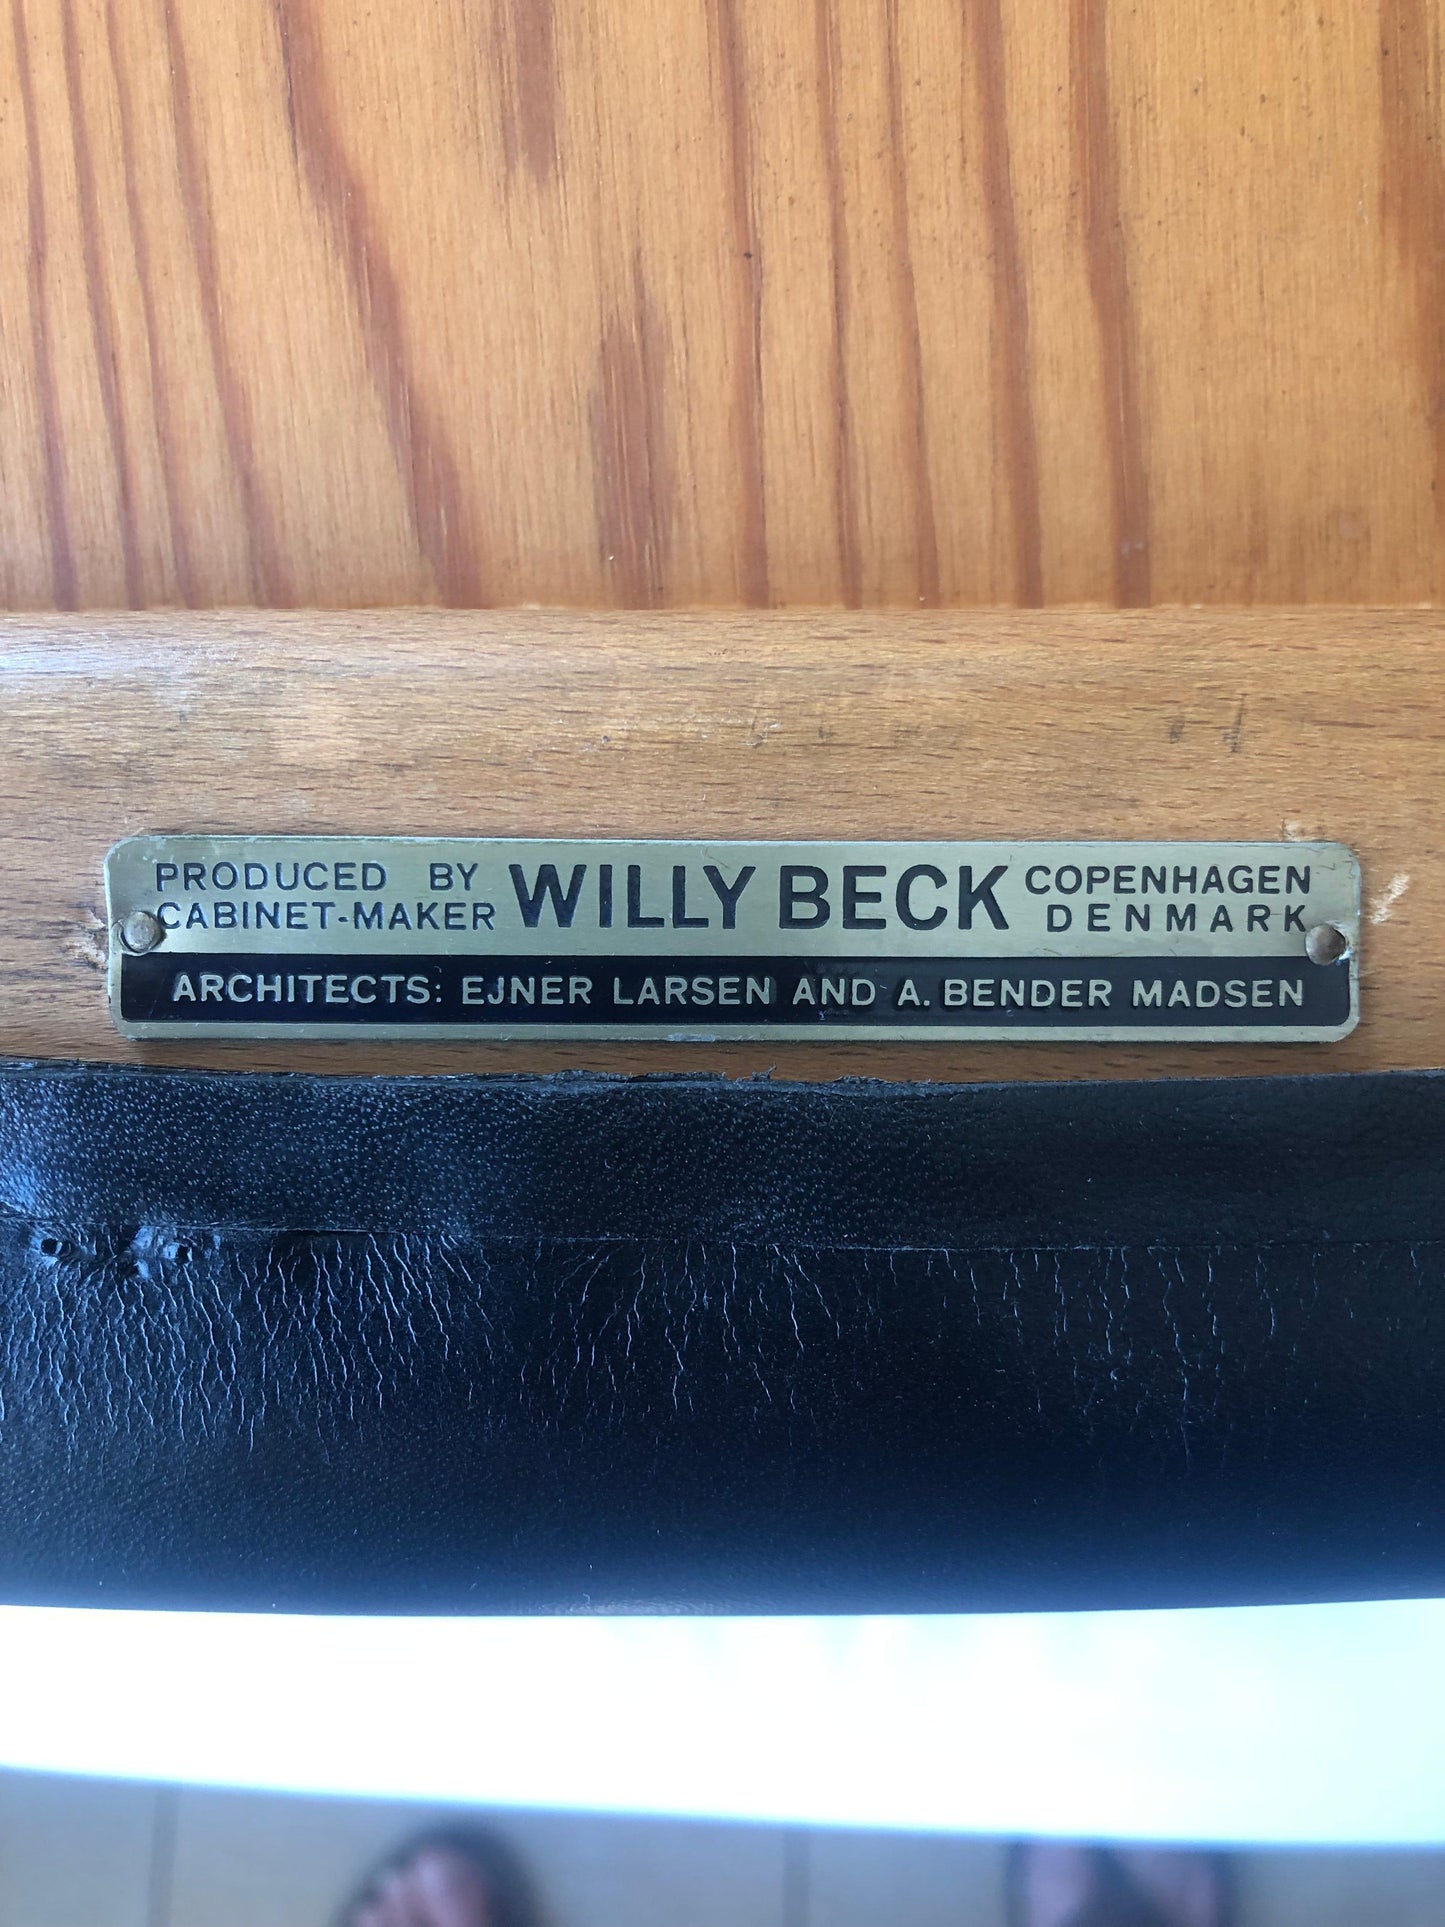 PRODUCED BY
CABINET-MAKER
WILLY BECK
COPENHAGEN
DENMARK
ARCHITECTS: EJNER LARSEN AND A. BENDER MADSEN